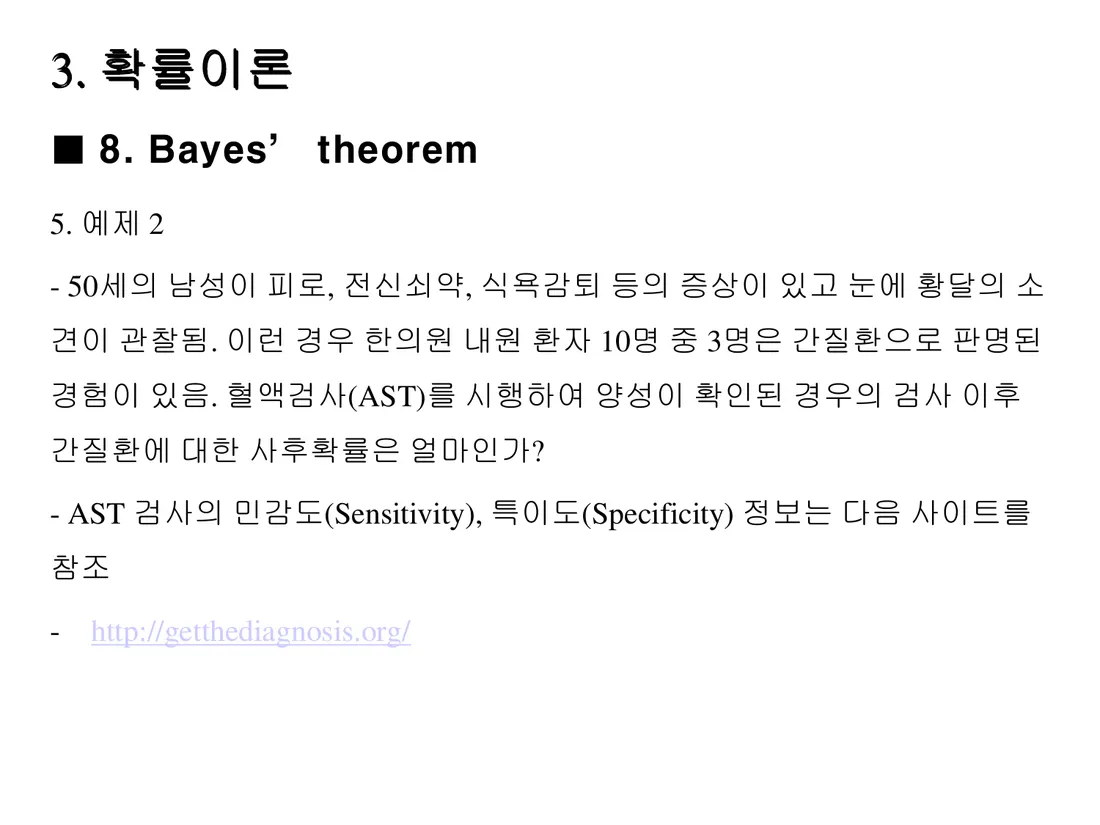 3. 확률이론
■ 8. Bayes’ theorem
5. 예제 2
- 50세의 남성이 피로, 전신쇠약, 식욕감퇴 등의 증상이 있고 눈에 황달의 소
견이 관찰됨. 이런 경우 한의원 내원 환자 10명 중 3명은 간질환으로 판명된
경험이 있음. 혈액검사(AST)를 시행하여 양성이 확인된 경우의 검사 이후
간질환에 대한 사후확률은 얼마인가?
- AST 검사의 민감도(Sensitivity), 특이도(Specificity) 정보는 다음 사이트를
참조
- http://getthediagnosis.org/